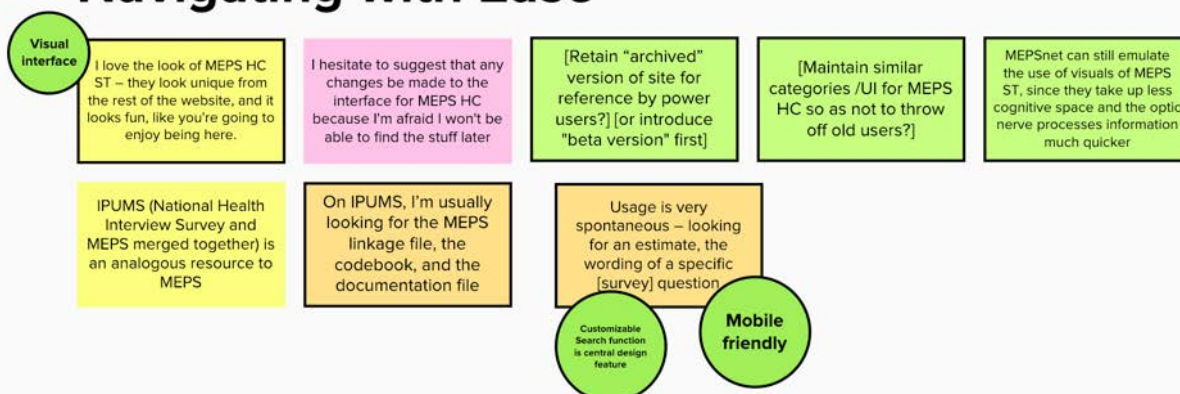 Navigating with Ease
Visual
interface
I love the look of MEPS HC
ST – they look unique from
the rest of the website, and it
looks fun, like you're going to
enjoy being here.
I hesitate to suggest that any
changes be made to the
interface for MEPS HC
because I'm afraid I won't be
able to find the stuff later
[Retain “archived”
version of site for
reference by power
users?] [or introduce
"beta version" first]
[Maintain similar
categories /UI for MEPS
HC so as not to throw
off old users?]
MEPSnet can still emulate
the use of visuals of MEPS
ST, since they take up less
cognitive space and the optic
nerve processes information
much quicker
IPUMS (National Health
Interview Survey and
MEPS merged together) is
an analogous resource to
MEPS
On IPUMS, I’m usually
looking for the MEPS
linkage file, the
codebook, and the
documentation file
Usage is very
spontaneous – looking
for an estimate, the
wording of a specific
[survey] question
Customizable
Search function
is central design
feature
Mobile
friendly